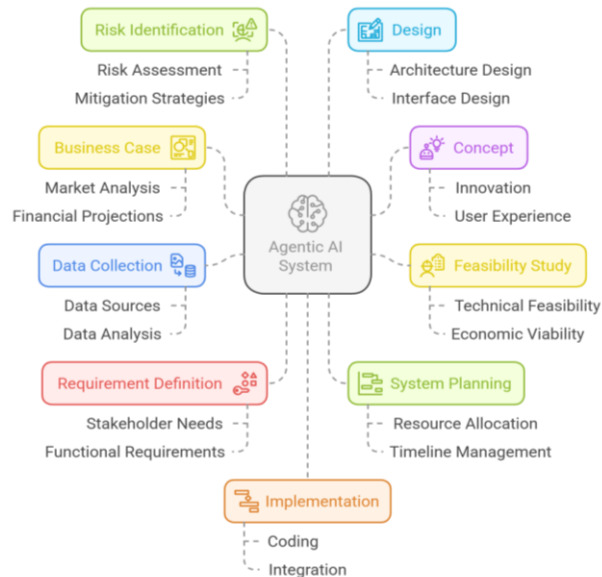 Risk Identification
Risk Assessment
Mitigation Strategies
Design
Architecture Design
Interface Design
Business Case
Market Analysis
Financial Projections
Concept
Innovation
User Experience
Agentic AI
System
Data Collection
Data Sources
Data Analysis
Feasibility Study
Technical Feasibility
Economic Viability
Requirement Definition
Stakeholder Needs
Functional Requirements
System Planning
Resource Allocation
Timeline Management
Implementation
Coding
Integration